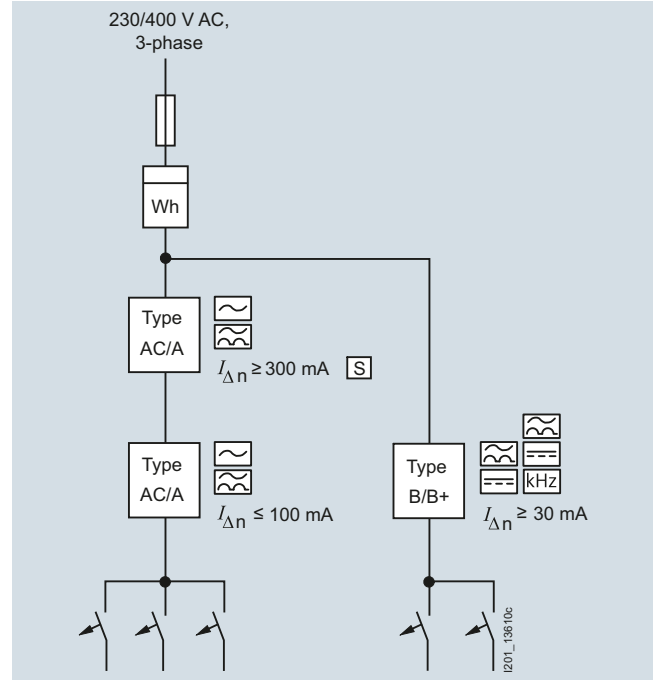 230/400 V AC,
3-phase
Wh
Type
AC/A
IΔn ≥ 300 mA S
Type
AC/A
IΔn ≤ 100 mA
Type
B/B+
kHz
IΔn ≥ 30 mA
I201_13610c